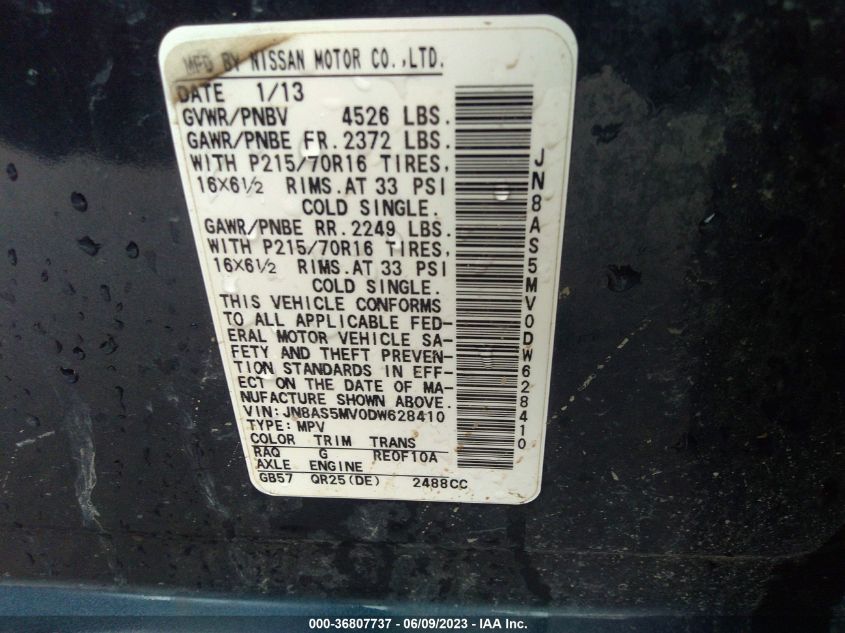 MFD BY NISSAN MOTOR CO.,LTD.
DATE 1/13
GVWR/PNBV 4526 LBS.
GAWR/PNBE FR.2372 LBS.
WITH P215/70R16 TIRES,
16X6½ RIMS.AT 33 PSI
COLD SINGLE.
GAWR/PNBE RR.2249 LBS.
WITH P215/70R16 TIRES,
16X6½ RIMS.AT 33 PSI
COLD SINGLE.
THIS VEHICLE CONFORMS
TO ALL APPLICABLE FED-
ERAL MOTOR VEHICLE SA-
FETY AND THEFT PREVEN-
TION STANDARDS IN EFF-
ECT ON THE DATE OF MA-
NUFACTURE SHOWN ABOVE.
VIN:JN8AS5MV0DW628410
TYPE:MPV
COLOR TRIM TRANS
RAQ G RE0F10A
AXLE ENGINE
GB57 QR25(DE) 2488CC
JN8AS5MV0DW628410
000-36807737 - 06/09/2023 - IAA Inc.